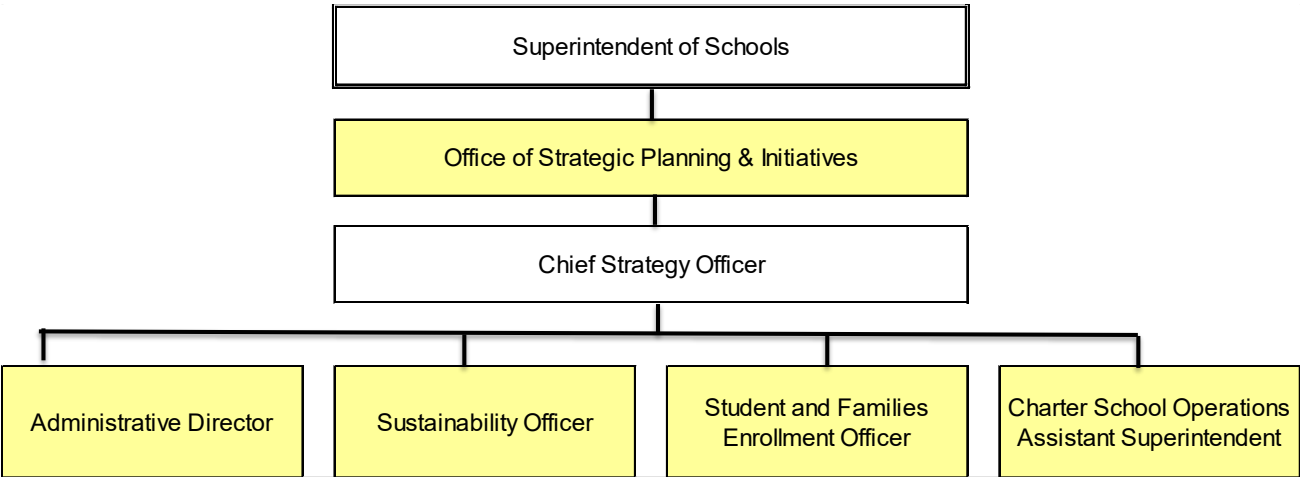 Superintendent of Schools
Office of Strategic Planning & Initiatives
Chief Strategy Officer
Administrative Director
Sustainability Officer
Student and Families
Enrollment Officer
Charter School Operations
Assistant Superintendent